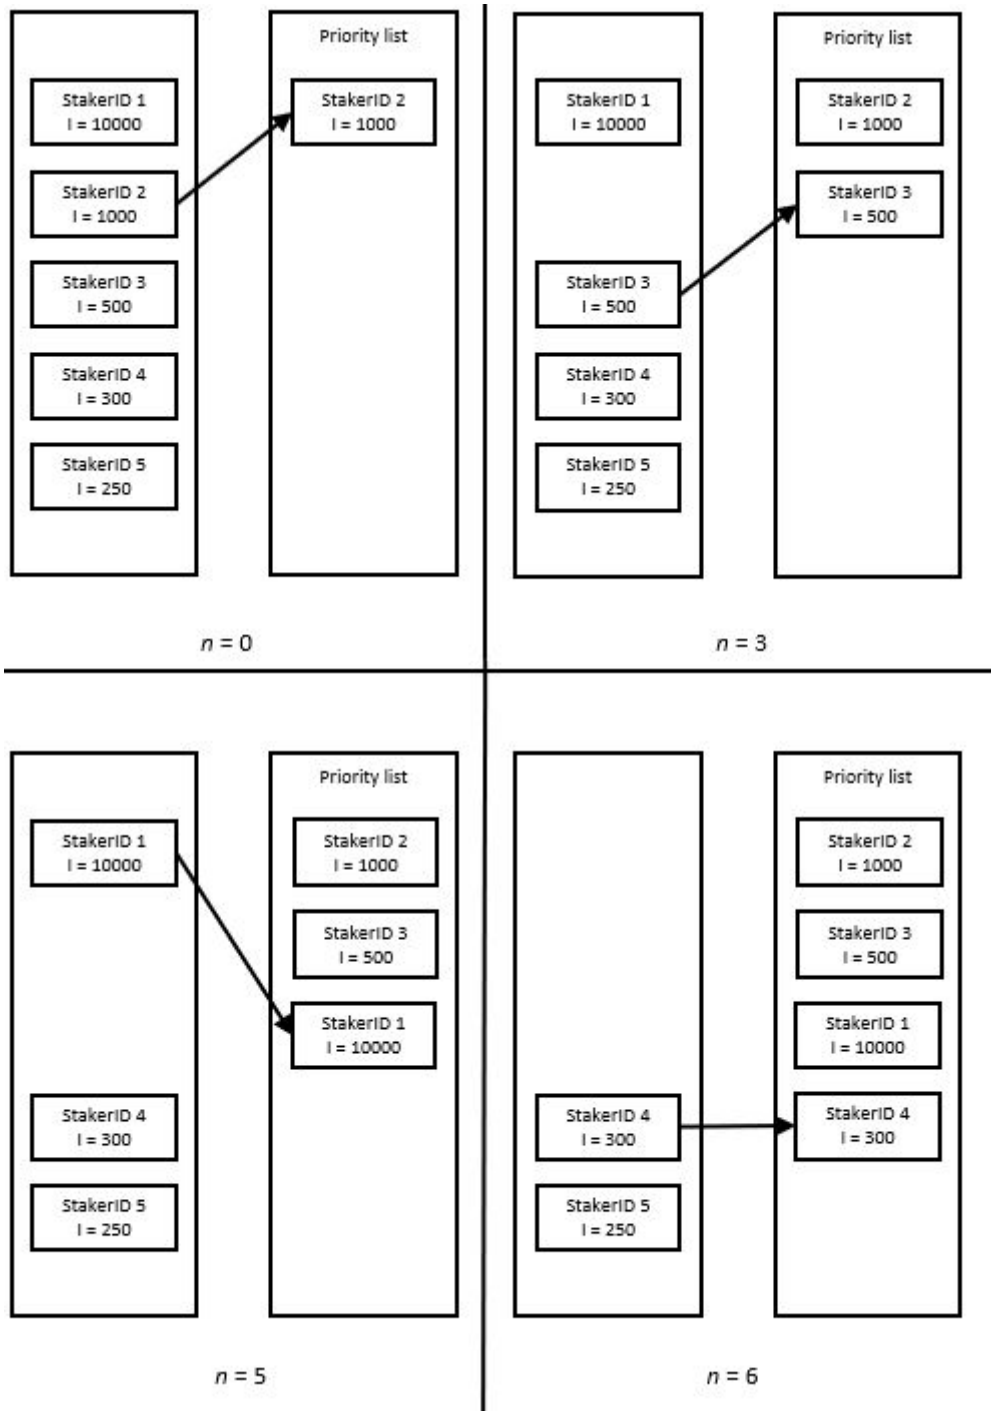 Priority list
StakerID 1
I = 10000
StakerID 2
I = 1000
StakerID 3
I = 500
StakerID 4
I = 300
StakerID 5
I = 250
StakerID 2
I = 1000
n = 0
Priority list
StakerID 1
I = 10000
StakerID 3
I = 500
StakerID 4
I = 300
StakerID 5
I = 250
StakerID 2
I = 1000
StakerID 3
I = 500
n = 3
Priority list
StakerID 1
I = 10000
StakerID 4
I = 300
StakerID 5
I = 250
StakerID 2
I = 1000
StakerID 3
I = 500
StakerID 1
I = 10000
n = 5
Priority list
StakerID 4
I = 300
StakerID 5
I = 250
StakerID 2
I = 1000
StakerID 3
I = 500
StakerID 1
I = 10000
StakerID 4
I = 300
n = 6